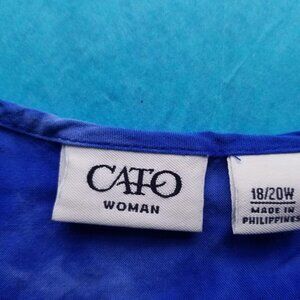 CATO
WOMAN
18/20W
MADE IN
PHILIPPINES